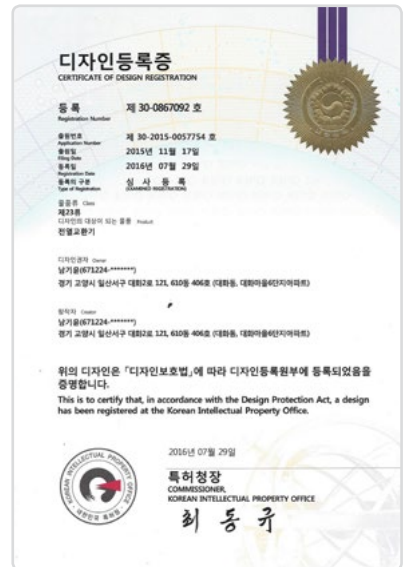 디자인등록증
CERTIFICATE OF DESIGN REGISTRATION
등 록 제 30-0867092 호
Registration Number
출원번호 제 30-2015-0057754 호
Application Number
출원일 2015년 11월 17일
Filing Date
등록일 2016년 07월 29일
Registration Date
등록의 구분 심 사 등 록
Type of Registration (EXAMINED REGISTRATION)
물품류 Class
제23류
디자인의 대상이 되는 물품 Product
전열교환기
디자인권자 Owner
남기윤(671224-*******)
경기 고양시 일산서구 대화2로 121, 610동 406호 (대화동, 대화마을6단지아파트)
창작자 Creator
남기윤(671224-*******)
경기 고양시 일산서구 대화2로 121, 610동 406호 (대화동, 대화마을6단지아파트)
위의 디자인은 「디자인보호법」에 따라 디자인등록원부에 등록되었음을
증명합니다.
This is to certify that, in accordance with the Design Protection Act, a design
has been registered at the Korean Intellectual Property Office.
2016년 07월 29일
특허청장
COMMISSIONER,
KOREAN INTELLECTUAL PROPERTY OFFICE
최동규
KOREAN INTELLECTUAL PROPERTY OFFICE
대한민국 특허청